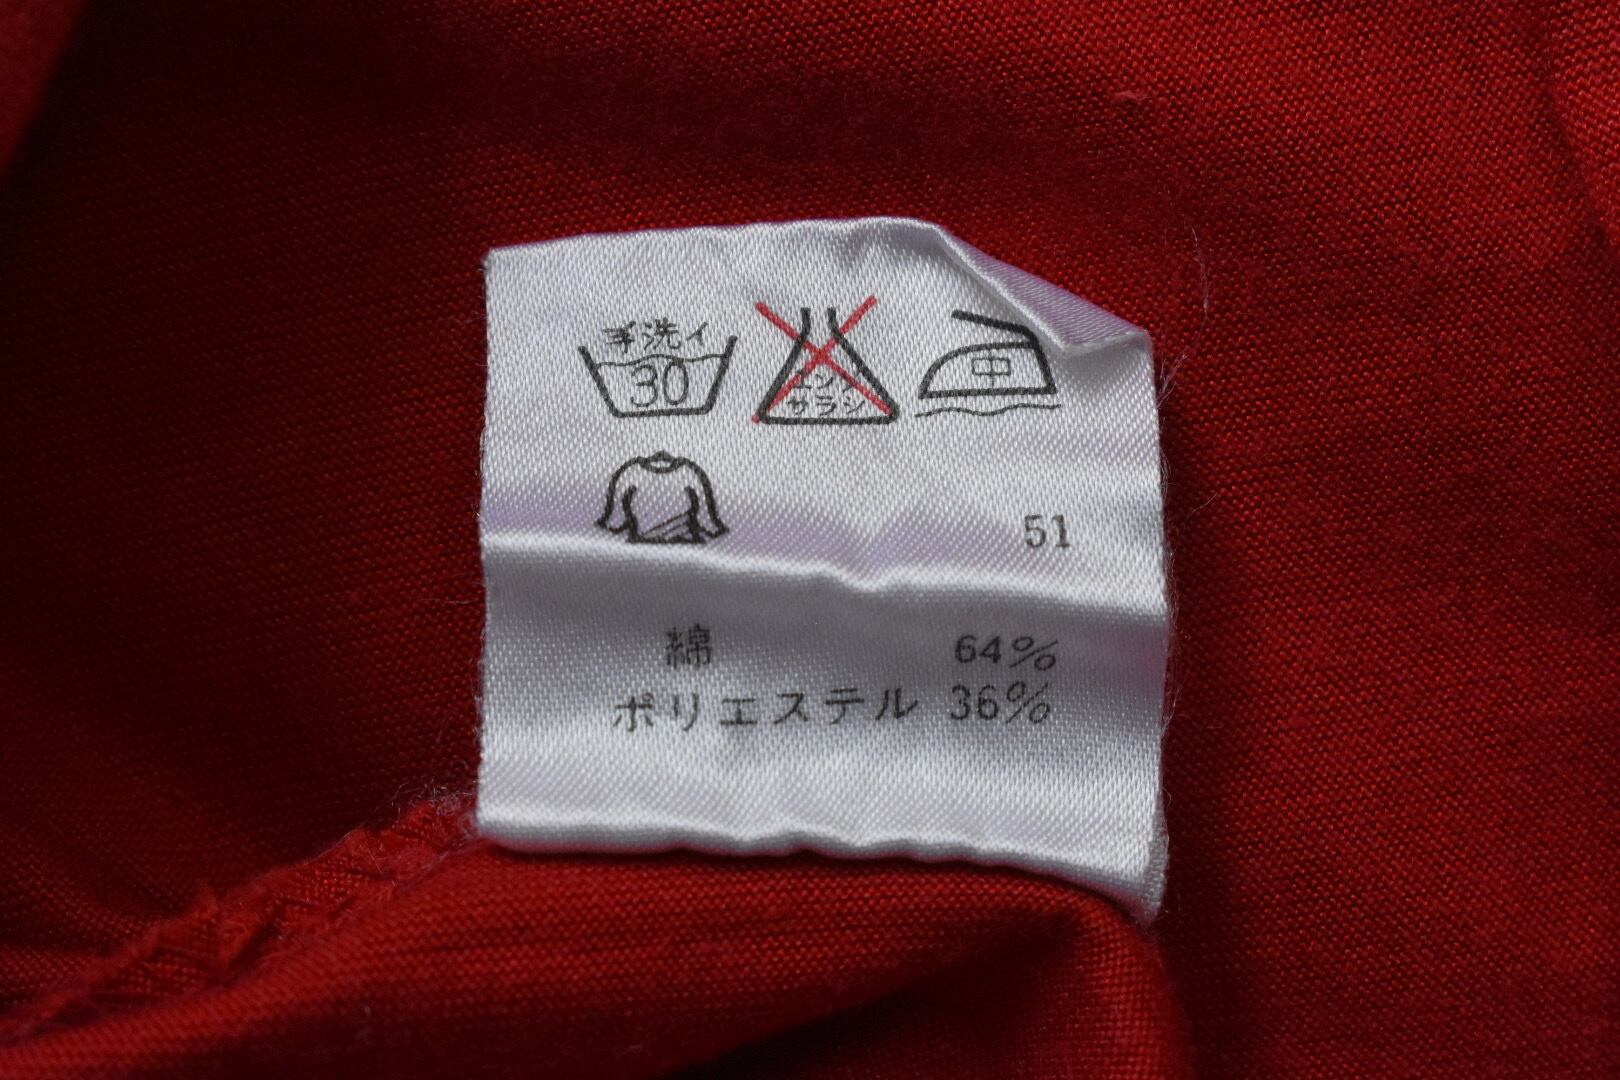 手洗イ
30
エンソ
サラシ
中
51
綿 64%
ポリエステル 36%